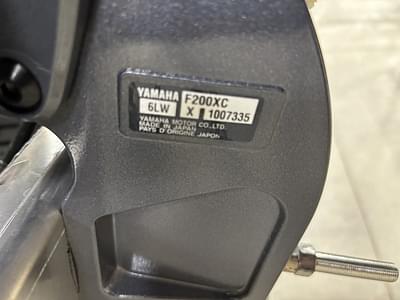 YAMAHA F200XC
6LW X 1007335
YAMAHA MOTOR CO., LTD.
MADE IN JAPAN
PAYS D'ORIGINE JAPON